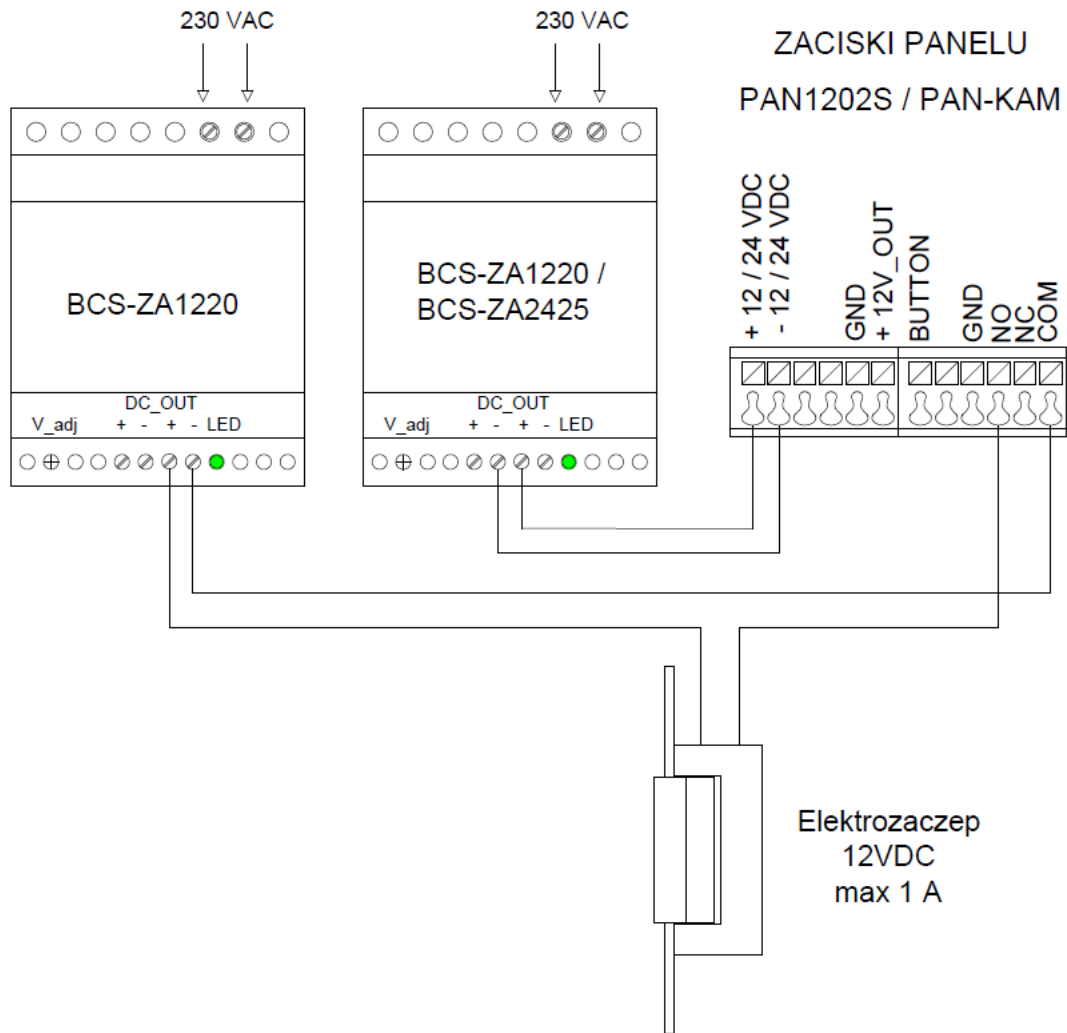 230 VAC
230 VAC
ZACISKI PANELU
PAN1202S / PAN-KAM
+ 12 / 24 VDC
- 12 / 24 VDC
GND
+ 12V_OUT
BUTTON
GND
NO
NC
COM
BCS-ZA1220
BCS-ZA1220 /
BCS-ZA2425
DC_OUT
V_adj + - + - LED
DC_OUT
V_adj + - + - LED
Elektrozaczep
12VDC
max 1 A